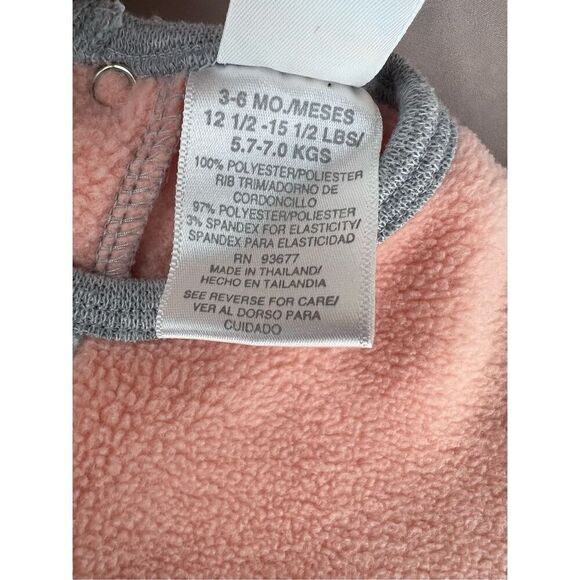 3-6 MO./MESES
12 1/2 -15 1/2 LBS/
5.7-7.0 KGS
100% POLYESTER/POLIESTER
RIB TRIM/ADORNO DE
CORDONCILLO
97% POLYESTER/POLIESTER
3% SPANDEX FOR ELASTICITY/
SPANDEX PARA ELASTICIDAD
RN 93677
MADE IN THAILAND/
HECHO EN TAILANDIA
SEE REVERSE FOR CARE/
VER AL DORSO PARA
CUIDADO